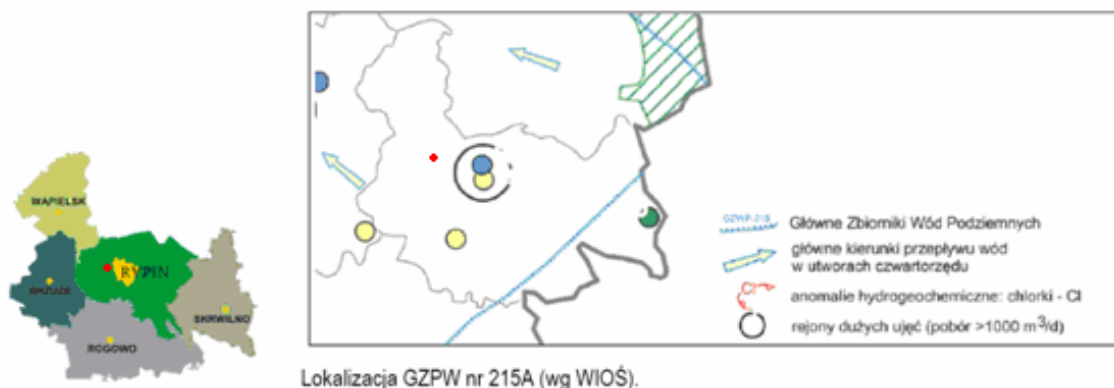 WĄPIELSK
RYPIN
BRZUZE
SKRWILNO
ROGOWO
GZWP-215
Główne Zbiorniki Wód Podziemnych
główne kierunki przepływu wód
w utworach czwartorzędu
Cl
anomalie hydrogeochemiczne: chlorki - Cl
rejony dużych ujęć (pobór >1000 m³/d)
Lokalizacja GZPW nr 215A (wg WIOŚ).